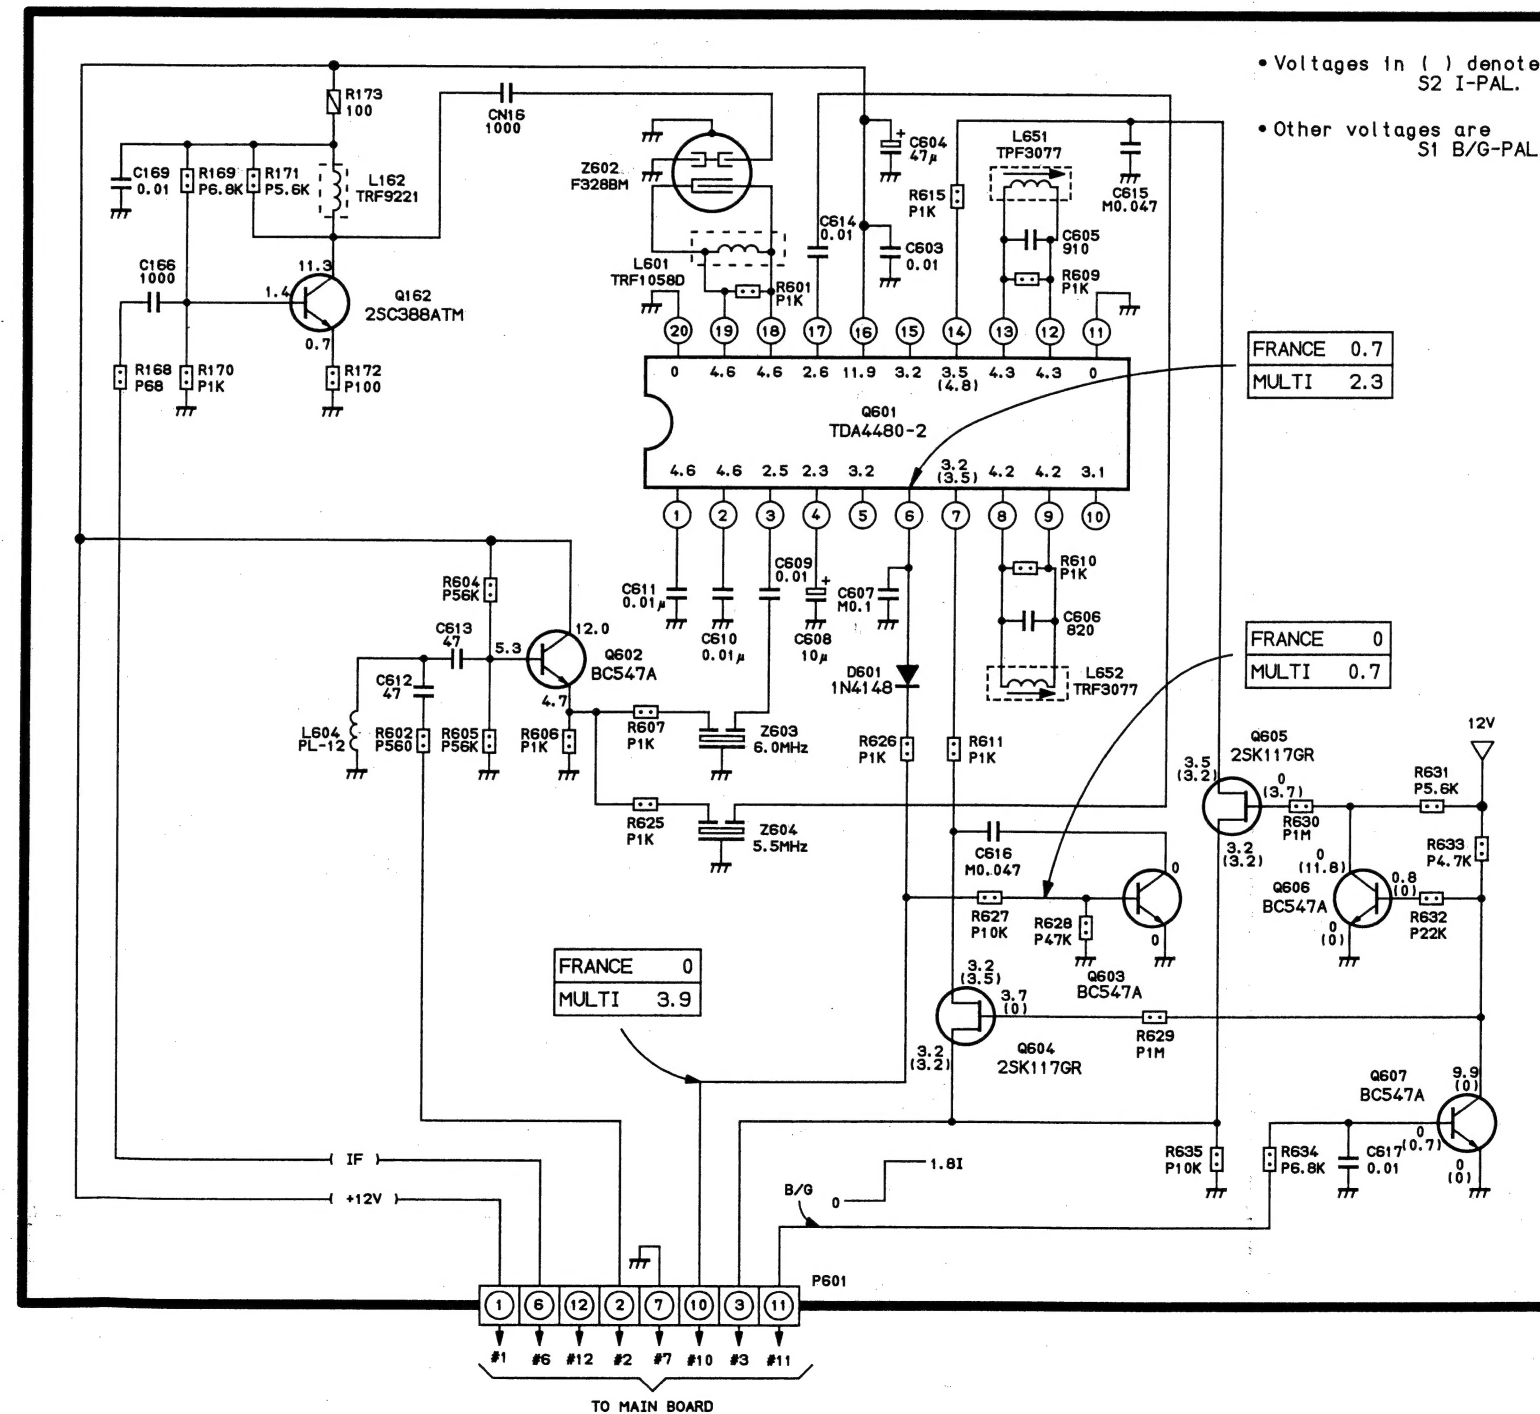 • Voltages in ( ) denote
S2 I-PAL.
• Other voltages are
S1 B/G-PAL
R173
100
CN16
1000
C169
0.01
R169
P6.8K
R171
P5.6K
L162
TRF9221
C166
1000
11.3
1.4
Q162
2SC388ATM
0.7
R168
P68
R170
P1K
R172
P100
Z602
F328BM
L601
TRF1058D
R601
P1K
C614
0.01
C604
47μ
+
C603
0.01
R615
P1K
L651
TPF3077
C605
910
R609
P1K
C615
M0.047
20 19 18 17 16 15 14 13 12 11
0 4.6 4.6 2.6 11.9 3.2 3.5 4.3 4.3 0
(4.8)
Q601
TDA4480-2
4.6 4.6 2.5 2.3 3.2 3.2 4.2 4.2 3.1
(3.5)
1 2 3 4 5 6 7 8 9 10
FRANCE 0.7
MULTI 2.3
C611
0.01μ
C610
0.01μ
C609
0.01
+
C608
10μ
C607
M0.1
R610
P1K
C606
820
L652
TRF3077
D601
1N4148
FRANCE 0
MULTI 0.7
R604
P56K
C613
47
5.3
12.0
Q602
BC547A
4.7
C612
47
L604
PL-12
R602
P560
R605
P56K
R606
P1K
R607
P1K
Z603
6.0MHz
R625
P1K
Z604
5.5MHz
R626
P1K
R611
P1K
C616
M0.047
R627
P10K
R628
P47K
0
0
Q603
BC547A
Q605
2SK117GR
3.5
(3.2)
0
(3.7)
3.2
(3.2)
R630
P1M
12V
R631
P5.6K
R633
P4.7K
0
(11.8)
Q606
BC547A
0.8
(0)
R632
P22K
0
(0)
FRANCE 0
MULTI 3.9
3.2
(3.5)
3.7
(0)
3.2
(3.2)
Q604
2SK117GR
R629
P1M
Q607
BC547A
9.9
(0)
0
(0.7)
0
(0)
R635
P10K
R634
P6.8K
C617
0.01
( IF )
( +12V )
1.8I
B/G
0
P601
1 6 12 2 7 10 3 11
#1 #6 #12 #2 #7 #10 #3 #11
TO MAIN BOARD